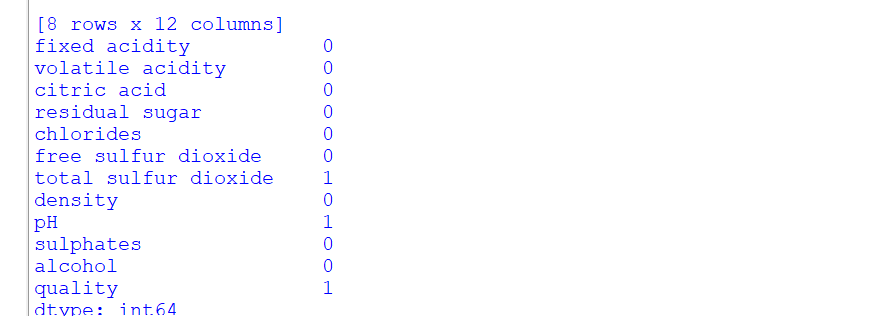 [8 rows x 12 columns]
fixed acidity 0
volatile acidity 0
citric acid 0
residual sugar 0
chlorides 0
free sulfur dioxide 0
total sulfur dioxide 1
density 0
pH 1
sulphates 0
alcohol 0
quality 1
dtype: int64